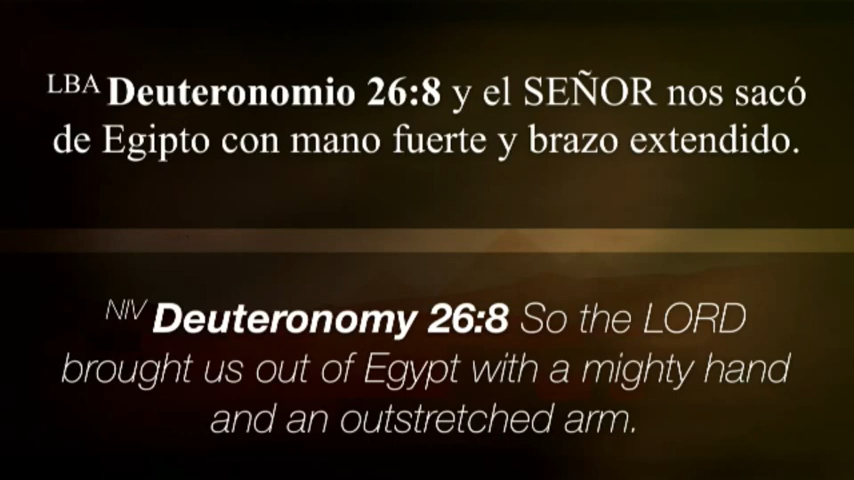 LBA Deuteronomio 26:8 y el SEÑOR nos sacó
de Egipto con mano fuerte y brazo extendido.
NIV Deuteronomy 26:8 So the LORD
brought us out of Egypt with a mighty hand
and an outstretched arm.